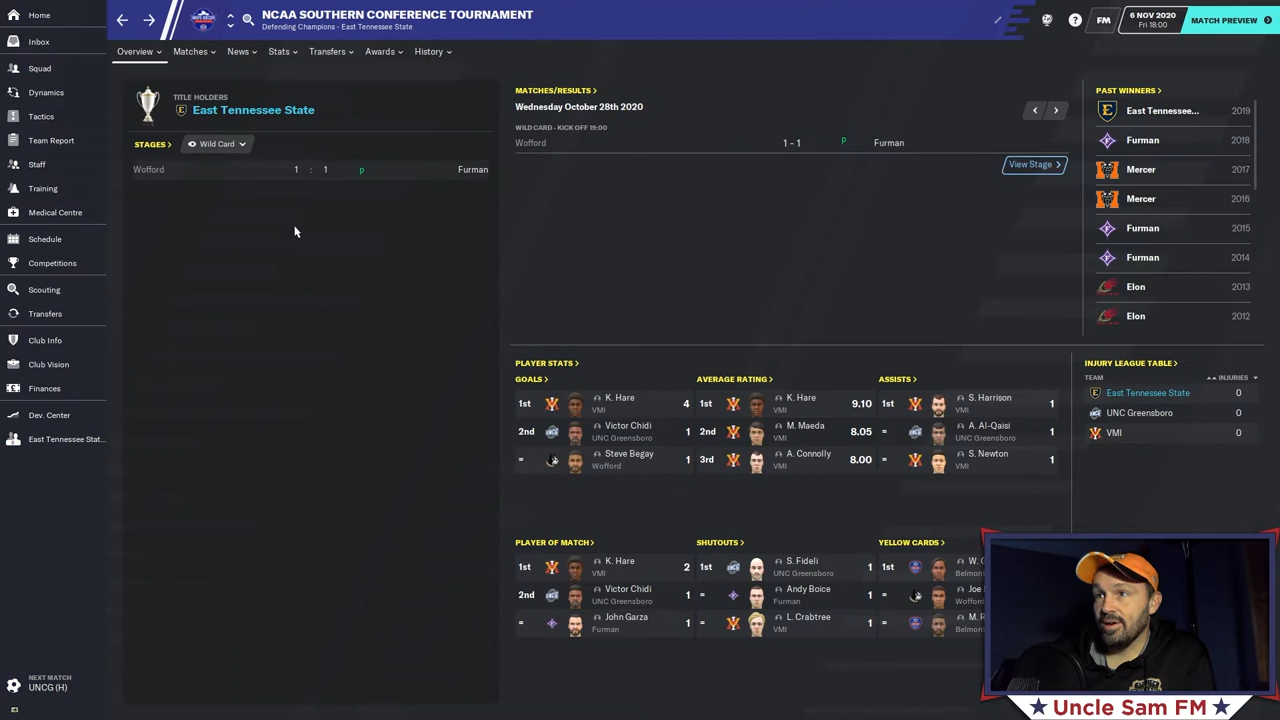 Home
NCAA SOUTHERN CONFERENCE TOURNAMENT
Defending Champions - East Tennessee State
FM
6 NOV 2020
Fri 18:00
MATCH PREVIEW
Inbox
Squad
Dynamics
Tactics
Team Report
Staff
Training
Medical Centre
Schedule
Competitions
Scouting
Transfers
Club Info
Club Vision
Finances
Dev. Center
East Tennessee Stat...
NEXT MATCH
UNCG (H)
Overview
Matches
News
Stats
Transfers
Awards
History
TITLE HOLDERS
East Tennessee State
STAGES >
Wild Card
Wofford 1 : 1 p Furman
MATCHES/RESULTS >
Wednesday October 28th 2020
WILD CARD - KICK OFF 19:00
Wofford 1 - 1 p Furman
View Stage >
PAST WINNERS >
East Tennessee... 2019
Furman 2018
Mercer 2017
Mercer 2016
Furman 2015
Furman 2014
Elon 2013
Elon 2012
PLAYER STATS >
GOALS >
1st K. Hare 4
VMI
2nd Victor Chidi 1
UNC Greensboro
= Steve Begay 1
Wofford
AVERAGE RATING >
1st K. Hare 9.10
VMI
2nd M. Maeda 8.05
VMI
3rd A. Connolly 8.00
VMI
ASSISTS >
1st S. Harrison 1
VMI
= A. Al-Qaisi 1
UNC Greensboro
= S. Newton 1
VMI
INJURY LEAGUE TABLE >
TEAM INJURIES
East Tennessee State 0
UNC Greensboro 0
VMI 0
PLAYER OF MATCH >
1st K. Hare 2
VMI
2nd Victor Chidi 1
UNC Greensboro
= John Garza 1
Furman
SHUTOUTS >
1st S. Fideli 1
UNC Greensboro
= Andy Boice 1
Furman
= L. Crabtree 1
VMI
YELLOW CARDS >
1st W. C
Belmon
= Joe
Wofford
= M. R
Belmon
★ Uncle Sam FM ★